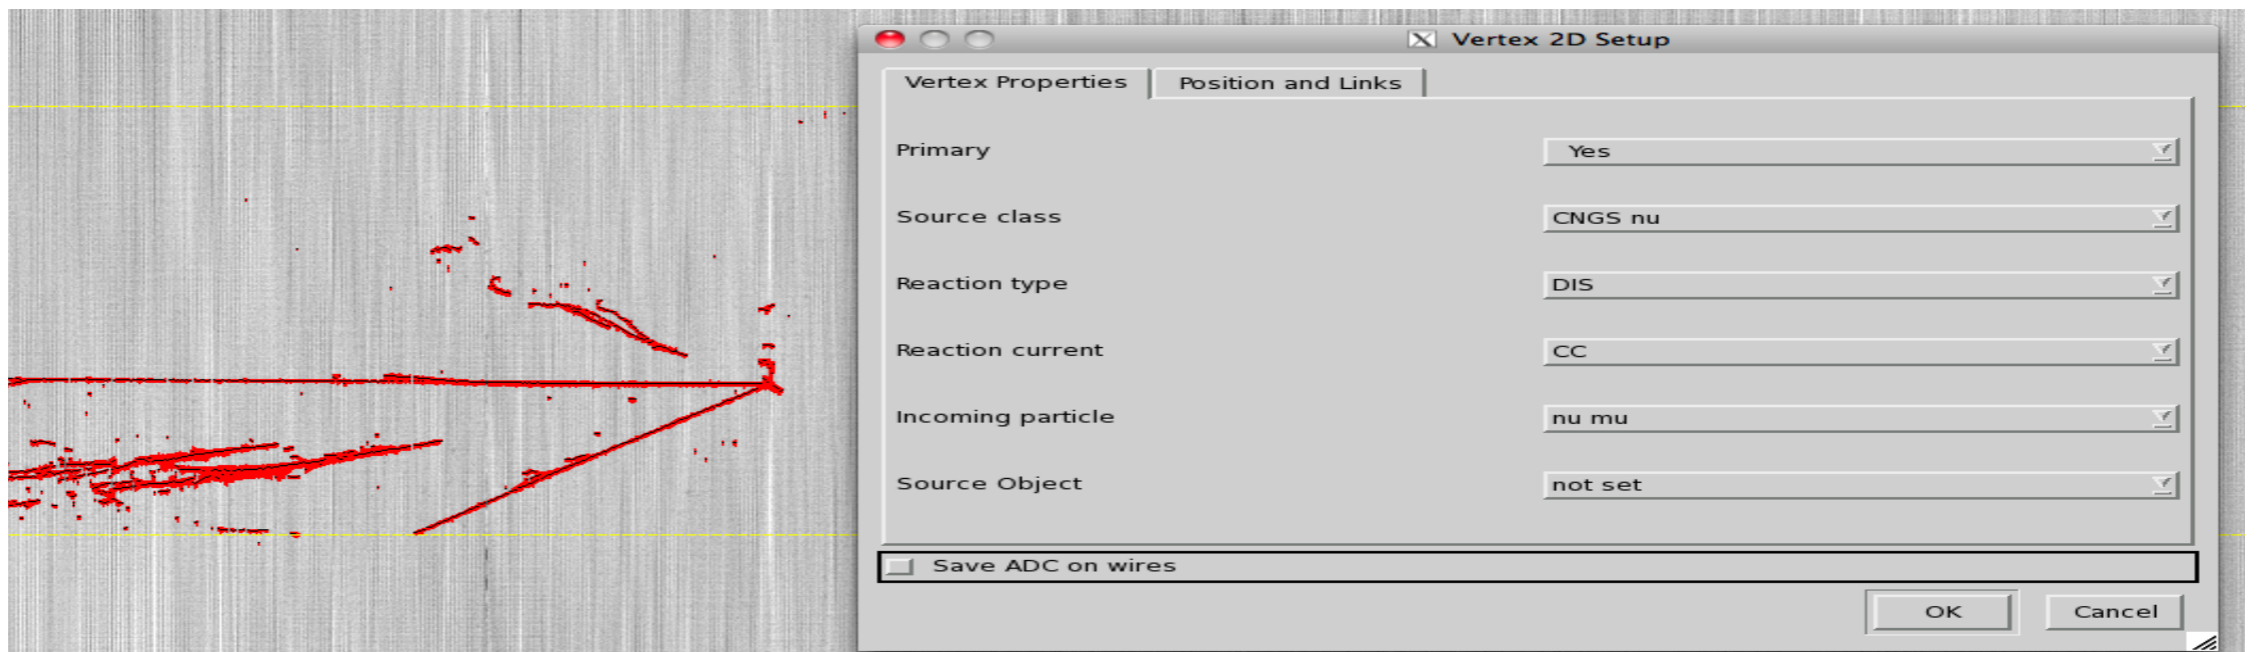 Vertex 2D Setup
Vertex Properties Position and Links
Primary Yes
Source class CNGS nu
Reaction type DIS
Reaction current CC
Incoming particle nu mu
Source Object not set
Save ADC on wires
OK Cancel